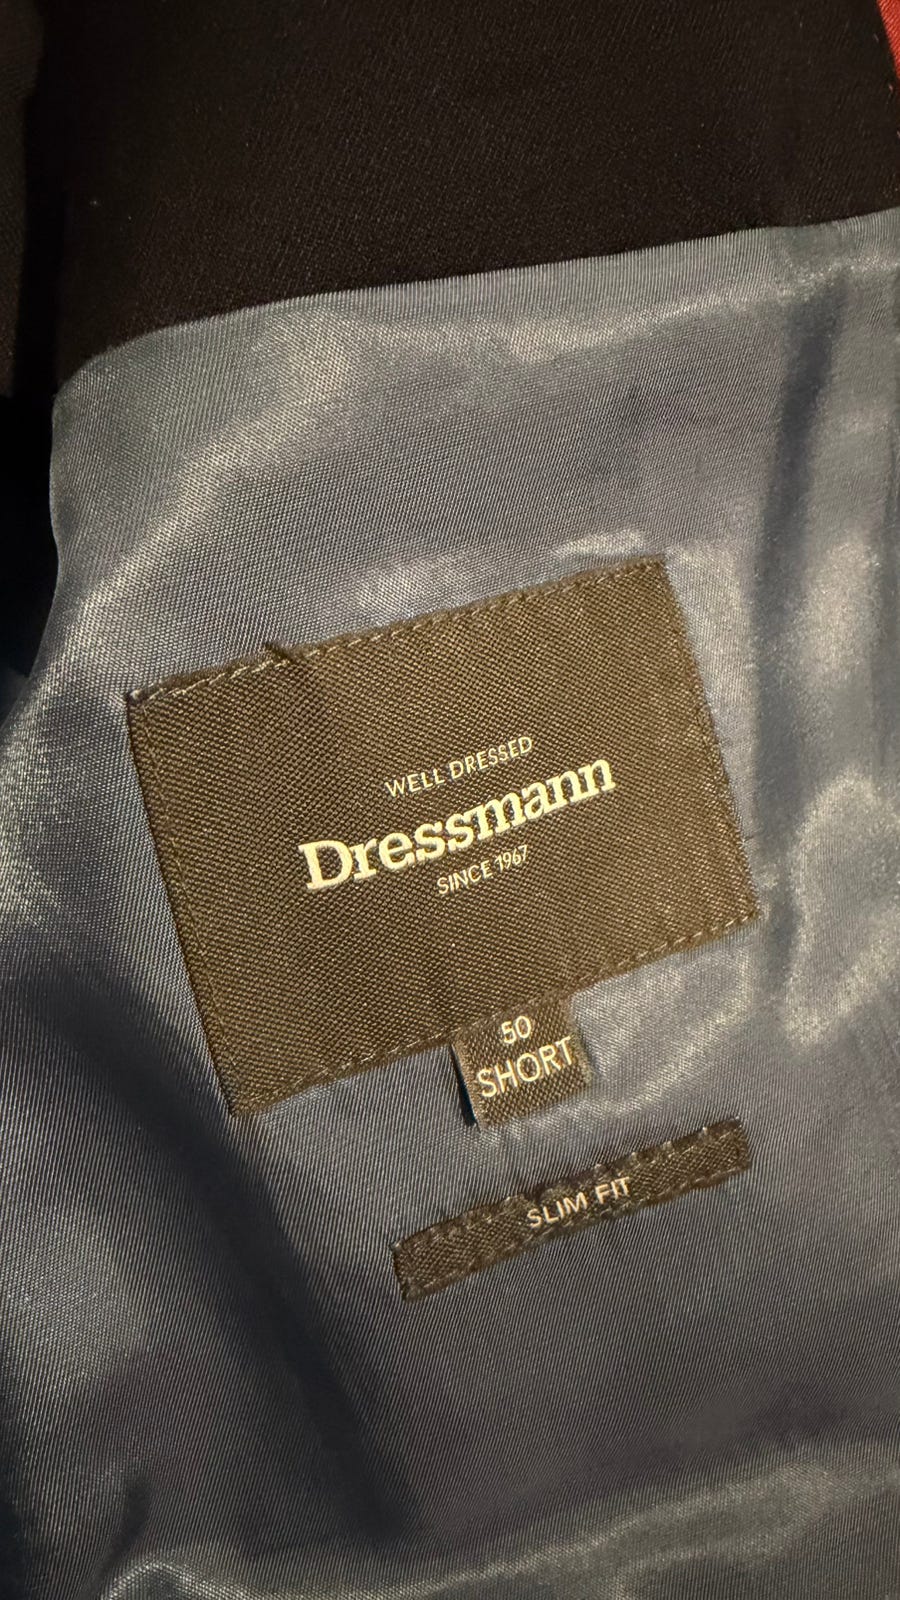 WELL DRESSED
Dressmann
SINCE 1967
50
SHORT
SLIM FIT